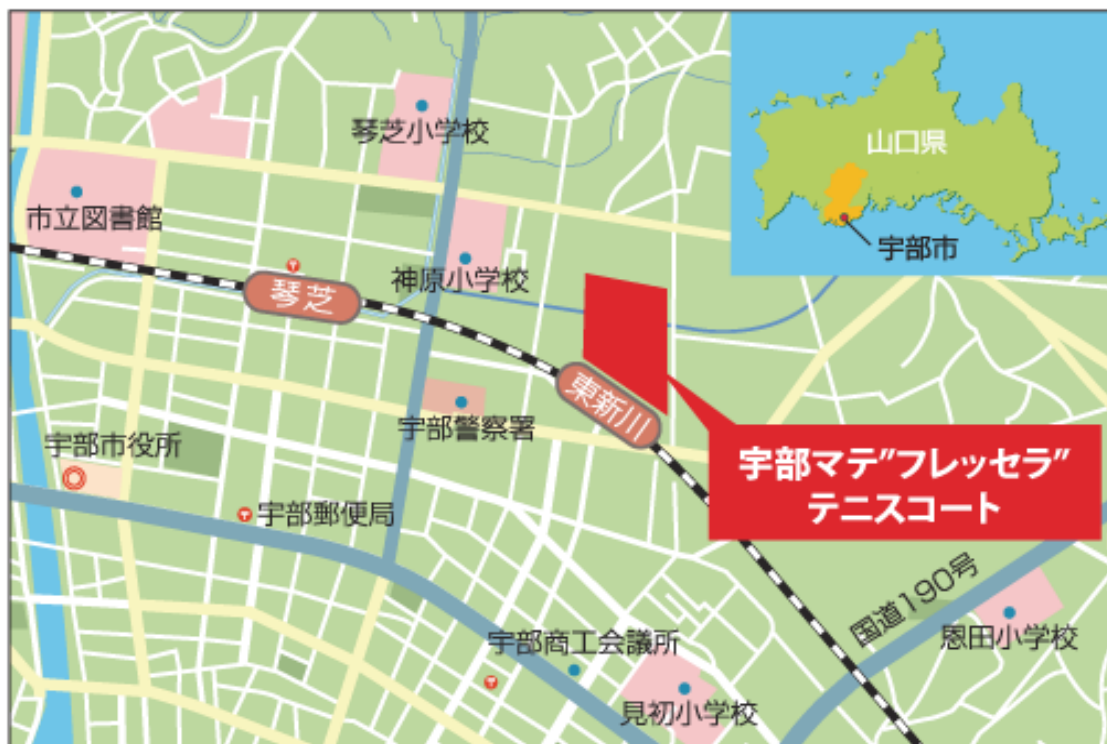 琴芝小学校
山口県
宇部市
市立図書館
神原小学校
琴芝
東新川
宇部警察署
宇部市役所
宇部マテ”フレッセラ”
テニスコート
宇部郵便局
国道190号
恩田小学校
宇部商工会議所
見初小学校